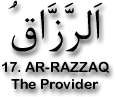 اَلرَّزَّاقُ
17. AR-RAZZAQ
The Provider